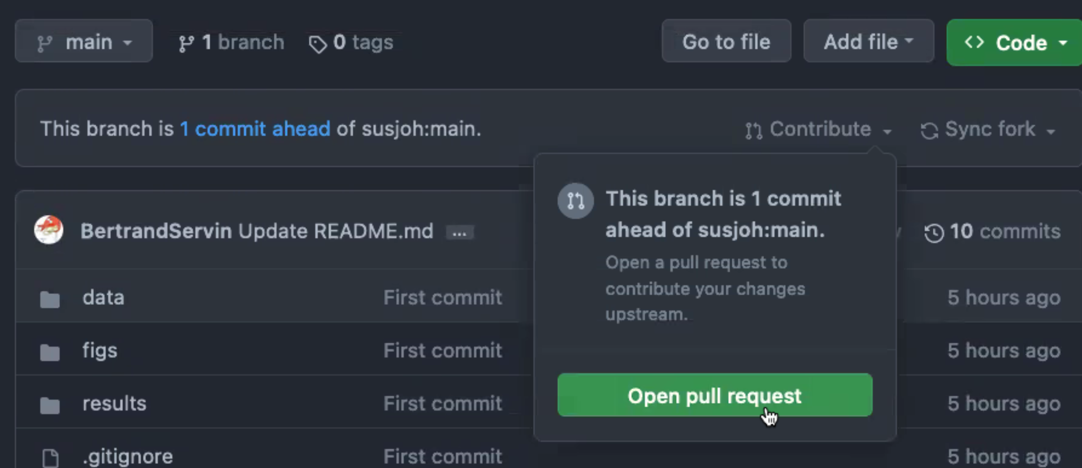 main 1 branch 0 tags Go to file Add file <> Code
This branch is 1 commit ahead of susjoh:main. Contribute Sync fork
This branch is 1 commit
ahead of susjoh:main.
Open a pull request to
contribute your changes
upstream.
Open pull request
BertrandServin Update README.md ... 10 commits
data First commit 5 hours ago
figs First commit 5 hours ago
results First commit 5 hours ago
.gitignore First commit 5 hours ago